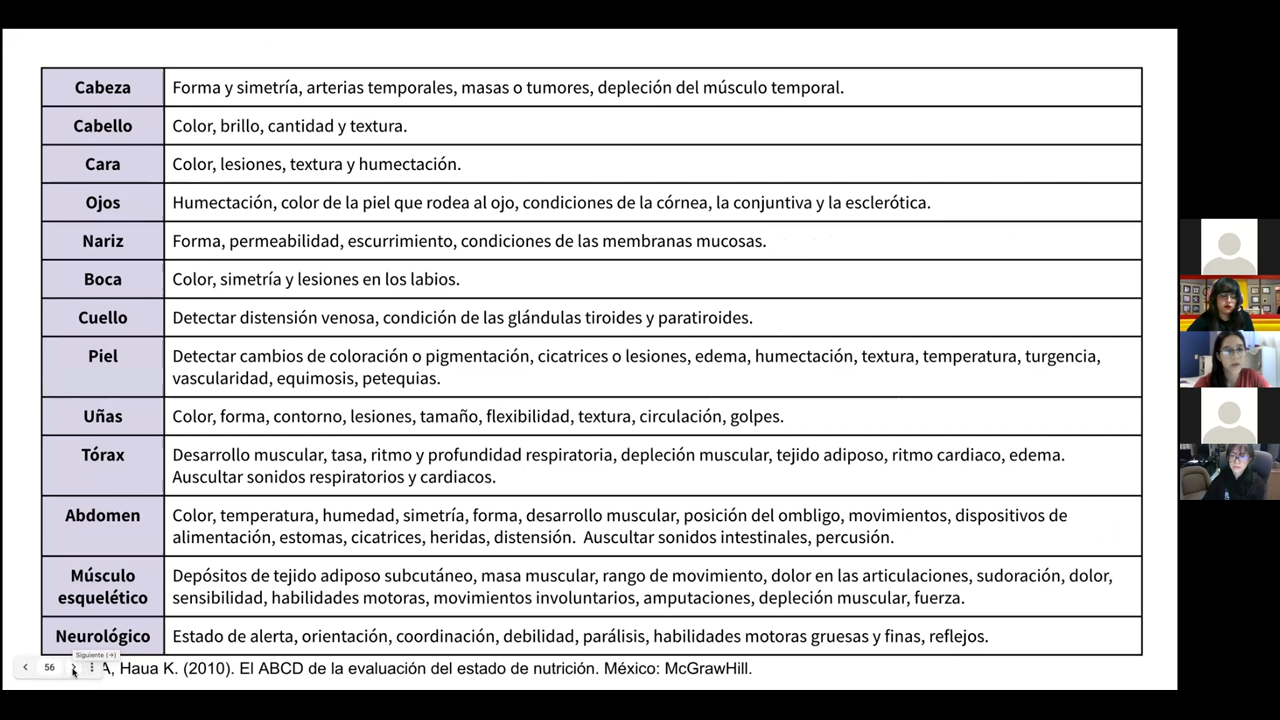 Cabeza
Forma y simetría, arterias temporales, masas o tumores, depleción del músculo temporal.
Cabello
Color, brillo, cantidad y textura.
Cara
Color, lesiones, textura y humectación.
Ojos
Humectación, color de la piel que rodea al ojo, condiciones de la córnea, la conjuntiva y la esclerótica.
Nariz
Forma, permeabilidad, escurrimiento, condiciones de las membranas mucosas.
Boca
Color, simetría y lesiones en los labios.
Cuello
Detectar distensión venosa, condición de las glándulas tiroides y paratiroides.
Piel
Detectar cambios de coloración o pigmentación, cicatrices o lesiones, edema, humectación, textura, temperatura, turgencia,
vascularidad, equimosis, petequias.
Uñas
Color, forma, contorno, lesiones, tamaño, flexibilidad, textura, circulación, golpes.
Tórax
Desarrollo muscular, tasa, ritmo y profundidad respiratoria, depleción muscular, tejido adiposo, ritmo cardiaco, edema.
Auscultar sonidos respiratorios y cardiacos.
Abdomen
Color, temperatura, humedad, simetría, forma, desarrollo muscular, posición del ombligo, movimientos, dispositivos de
alimentación, estomas, cicatrices, heridas, distensión. Auscultar sonidos intestinales, percusión.
Músculo
esquelético
Depósitos de tejido adiposo subcutáneo, masa muscular, rango de movimiento, dolor en las articulaciones, sudoración, dolor,
sensibilidad, habilidades motoras, movimientos involuntarios, amputaciones, depleción muscular, fuerza.
Neurológico
Estado de alerta, orientación, coordinación, debilidad, parálisis, habilidades motoras gruesas y finas, reflejos.
Siguiente (→)
56
A, Haua K. (2010). El ABCD de la evaluación del estado de nutrición. México: McGrawHill.